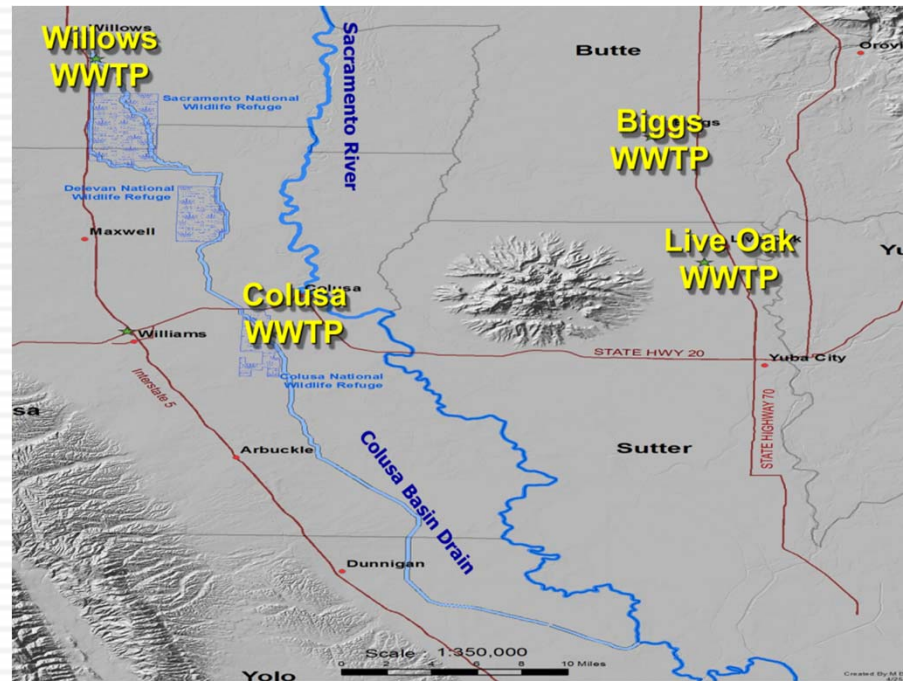 Willows
Willows
WWTP
Sacramento National
Wildlife Refuge
Sacramento River
Butte
Biggs
WWTP
Delevan National
Wildlife Refuge
Maxwell
Live Oak
WWTP
Colusa
Colusa
WWTP
Williams
STATE HWY 20
Yuba City
Colusa National
Wildlife Refuge
Interstate 5
STATE HIGHWAY 70
Arbuckle
Sutter
Colusa Basin Drain
Dunnigan
Scale 1:350,000
0 2 4 6 8 10 Miles
Yolo